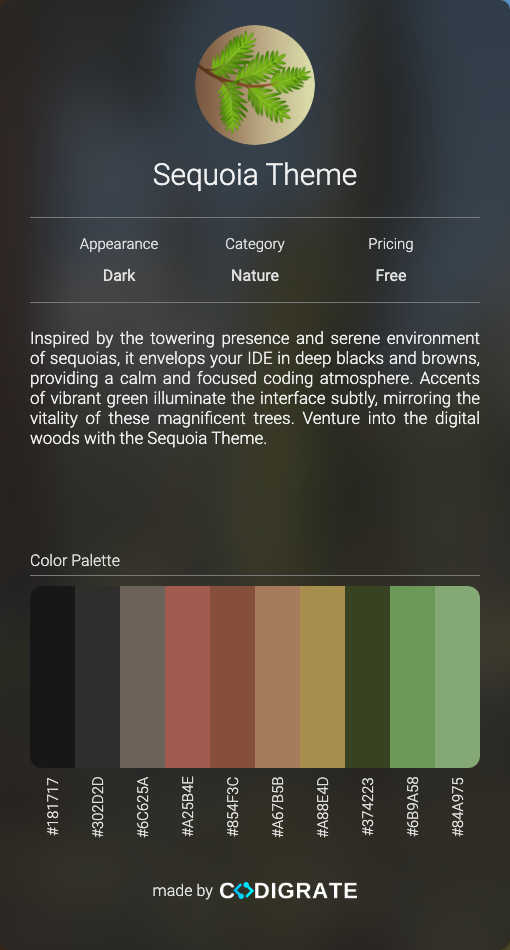 Sequoia Theme
Appearance Category Pricing
Dark Nature Free
Inspired by the towering presence and serene environment
of sequoias, it envelops your IDE in deep blacks and browns,
providing a calm and focused coding atmosphere. Accents
of vibrant green illuminate the interface subtly, mirroring the
vitality of these magnificent trees. Venture into the digital
woods with the Sequoia Theme.
Color Palette
#181717
#302D2D
#6C625A
#A25B4E
#854F3C
#A67B5B
#A88E4D
#374223
#6B9A58
#84A975
made by CODIGRATE